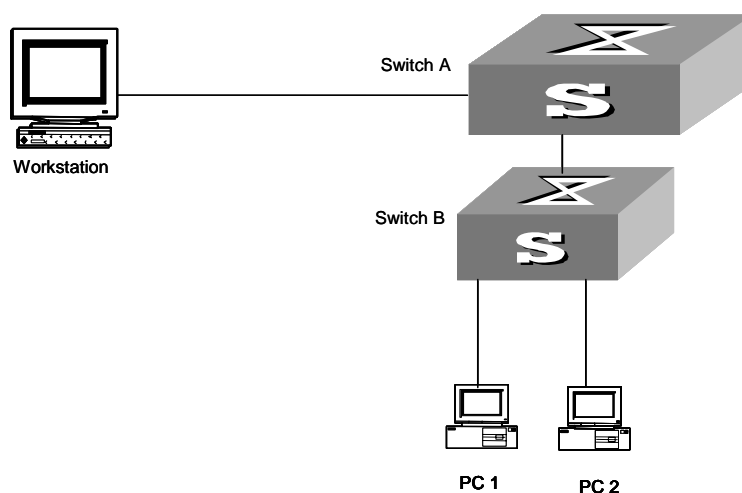 Switch A
S
Workstation
Switch B
S
PC 1
PC 2